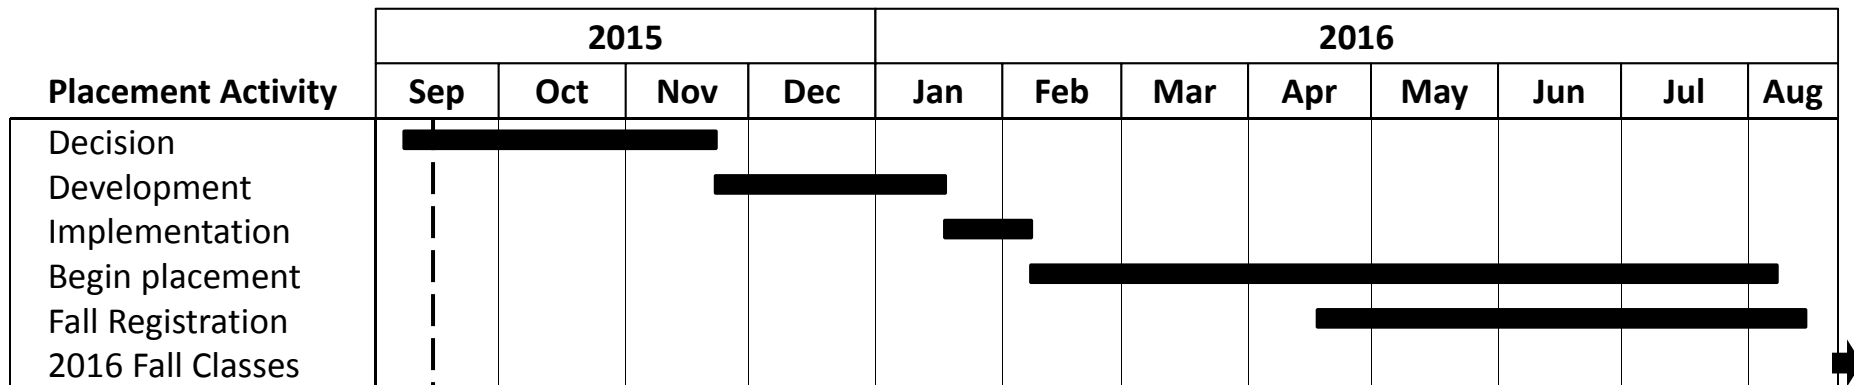 2015 2016
Placement Activity Sep Oct Nov Dec Jan Feb Mar Apr May Jun Jul Aug
Decision
Development
Implementation
Begin placement
Fall Registration
2016 Fall Classes